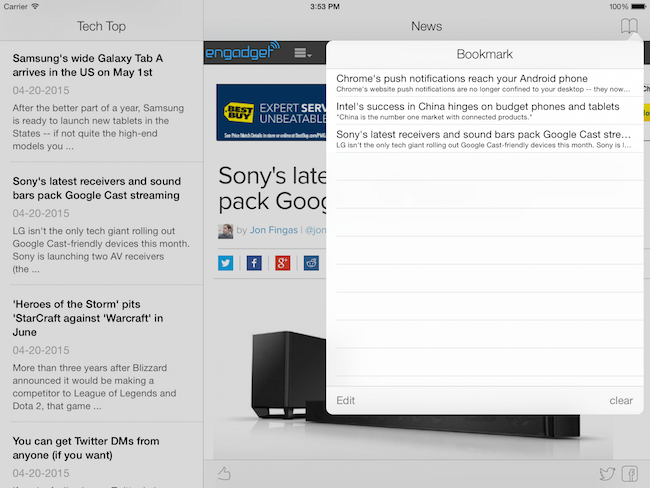 Carrier
3:53 PM
100%
Tech Top
News
Samsung's wide Galaxy Tab A
arrives in the US on May 1st
04-20-2015
After the better part of a year, Samsung
is ready to launch new tablets in the
States -- if not quite the high-end
models you ...
Sony's latest receivers and sound
bars pack Google Cast streaming
04-20-2015
LG isn't the only tech giant rolling out
Google Cast-friendly devices this month.
Sony is launching two AV receivers
(the ...
'Heroes of the Storm' pits
'StarCraft against 'Warcraft' in
June
04-20-2015
More than three years after Blizzard
announced it would be making a
competitor to League of Legends and
Dota 2, that game ...
You can get Twitter DMs from
anyone (if you want)
04-20-2015
engadget
BEST BUY
EXPERT SERV
UNBEATABLE
Sony's late
pack Goog
by Jon Fingas | @jon
Bookmark
Chrome's push notifications reach your Android phone
Chrome's website push notifications are no longer confined to your desktop -- they now...
Intel's success in China hinges on budget phones and tablets
"China is the number one market with connected products."
Sony's latest receivers and sound bars pack Google Cast stre...
LG isn't the only tech giant rolling out Google Cast-friendly devices this month. Sony is l...
Edit
clear